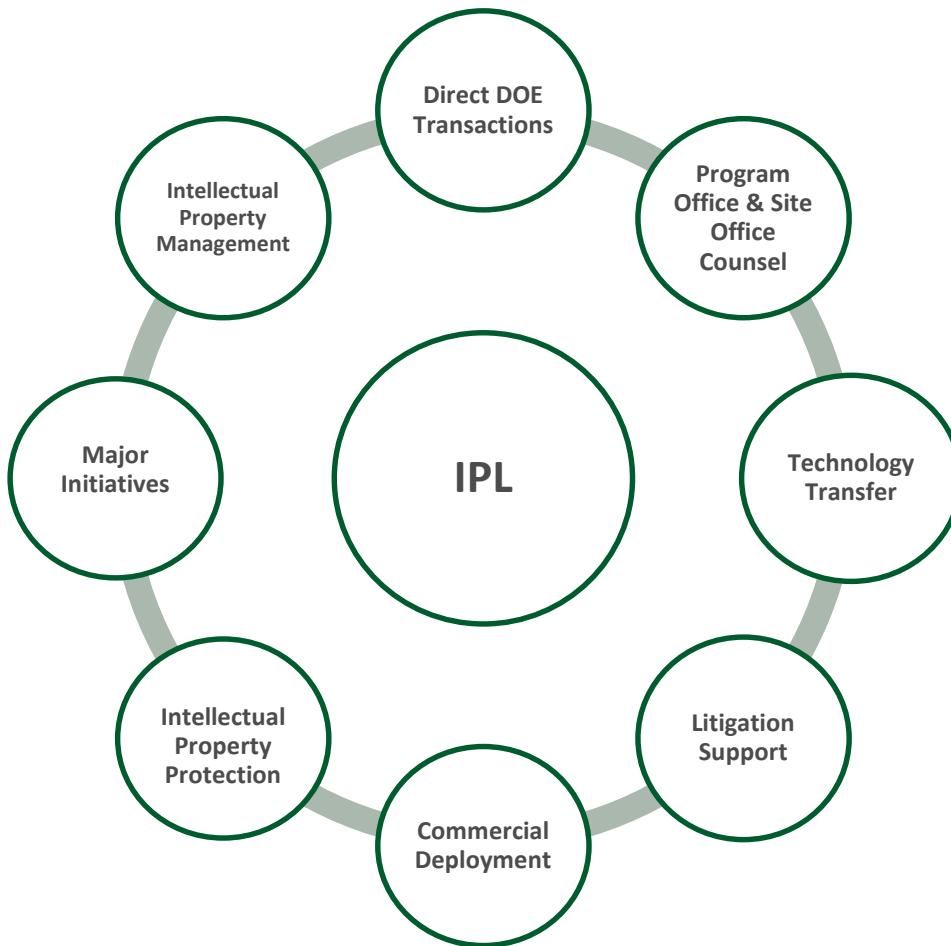 Direct DOE
Transactions
Program
Office & Site
Office
Counsel
Technology
Transfer
Litigation
Support
Commercial
Deployment
Intellectual
Property
Protection
Major
Initiatives
Intellectual
Property
Management
IPL